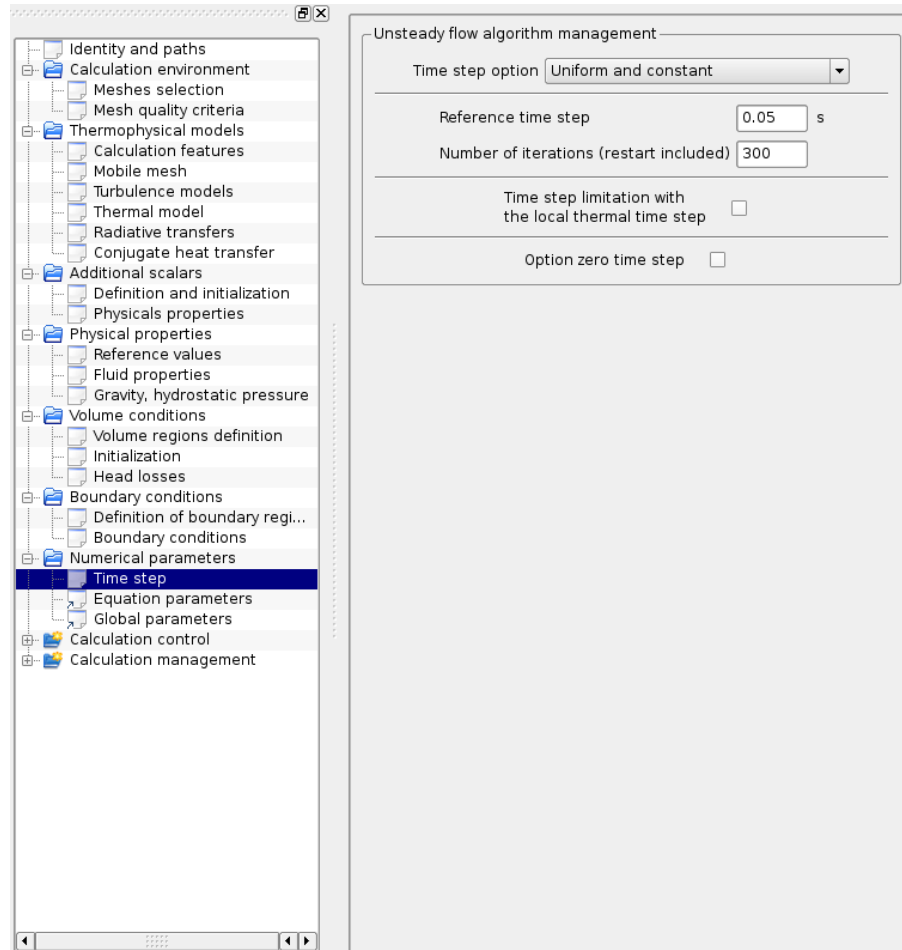 Identity and paths
Calculation environment
Meshes selection
Mesh quality criteria
Thermophysical models
Calculation features
Mobile mesh
Turbulence models
Thermal model
Radiative transfers
Conjugate heat transfer
Additional scalars
Definition and initialization
Physicals properties
Physical properties
Reference values
Fluid properties
Gravity, hydrostatic pressure
Volume conditions
Volume regions definition
Initialization
Head losses
Boundary conditions
Definition of boundary regi...
Boundary conditions
Numerical parameters
Time step
Equation parameters
Global parameters
Calculation control
Calculation management
Unsteady flow algorithm management
Time step option Uniform and constant
Reference time step 0.05 s
Number of iterations (restart included) 300
Time step limitation with
the local thermal time step
Option zero time step